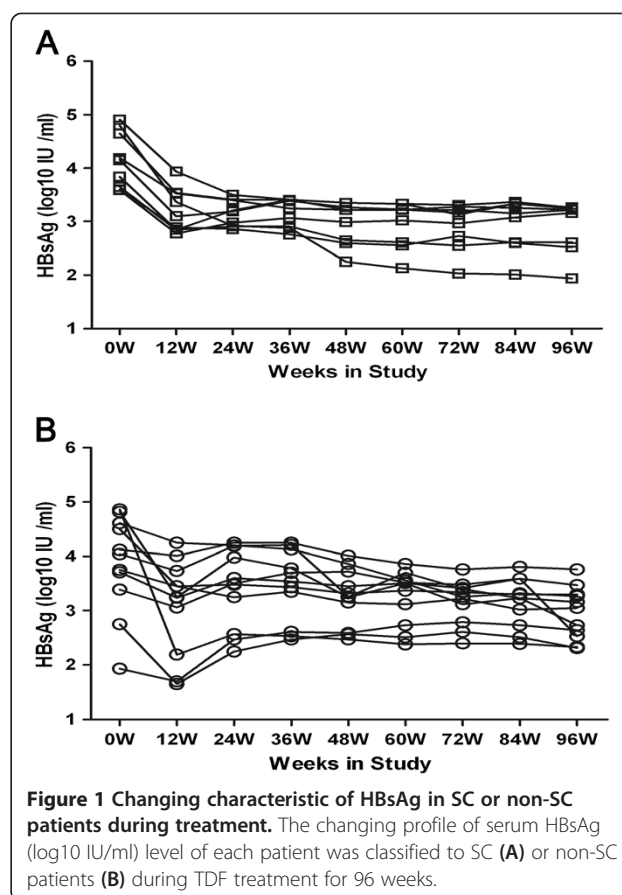 A
HBsAg (log10 IU /ml)
6
5
4
3
2
1
0W 12W 24W 36W 48W 60W 72W 84W 96W
Weeks in Study
B
HBsAg (log10 IU /ml)
6
5
4
3
2
1
0W 12W 24W 36W 48W 60W 72W 84W 96W
Weeks in Study
Figure 1 Changing characteristic of HBsAg in SC or non-SC
patients during treatment. The changing profile of serum HBsAg
(log10 IU/ml) level of each patient was classified to SC (A) or non-SC
patients (B) during TDF treatment for 96 weeks.